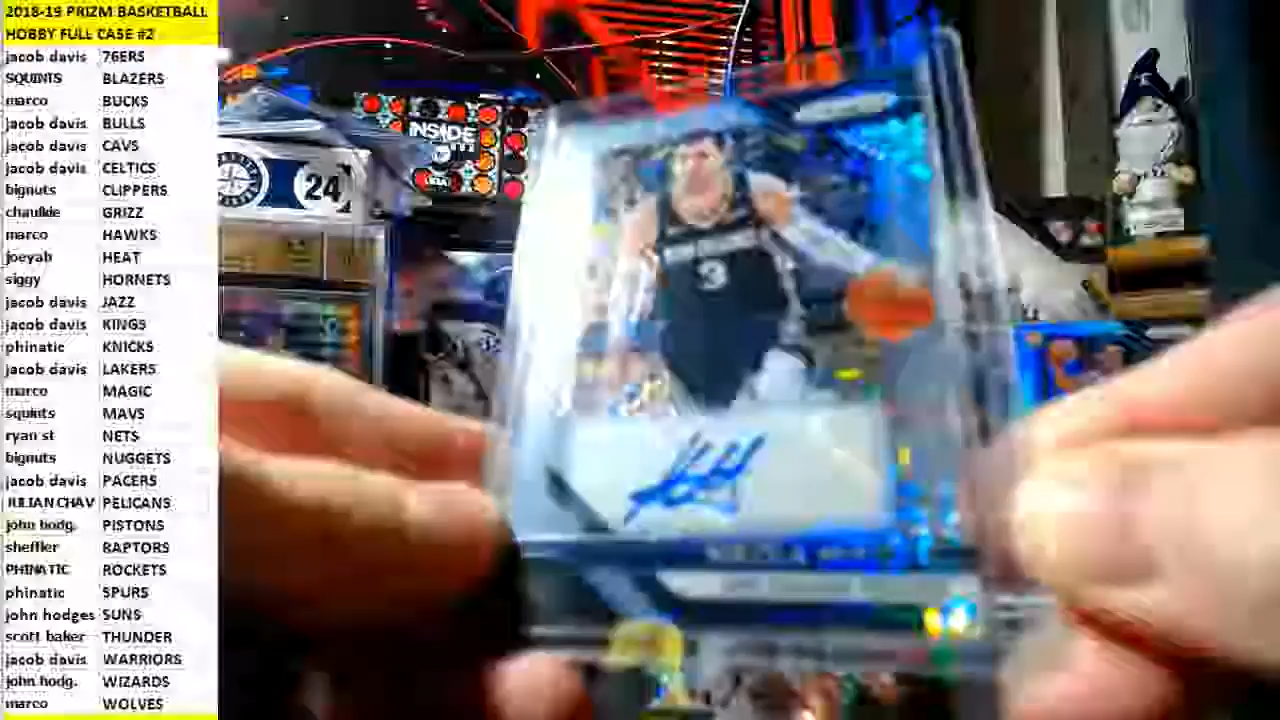 2018-19 PRIZM BASKETBALL
HOBBY FULL CASE #2
jacob davis 76ERS
SQUINTS BLAZERS
marco BUCKS
jacob davis BULLS
jacob davis CAVS
jacob davis CELTICS
bignuts CLIPPERS
chaulkie GRIZZ
marco HAWKS
joeyah HEAT
siggy HORNETS
jacob davis JAZZ
jacob davis KINGS
phinatic KNICKS
jacob davis LAKERS
marco MAGIC
squints MAVS
ryan st NETS
bignuts NUGGETS
jacob davis PACERS
JULIAN CHAV PELICANS
john hodg. PISTONS
sheffler RAPTORS
PHINATIC ROCKETS
phinatic SPURS
john hodges SUNS
scott baker THUNDER
jacob davis WARRIORS
john hodg. WIZARDS
marco WOLVES
INSIDE
24
3